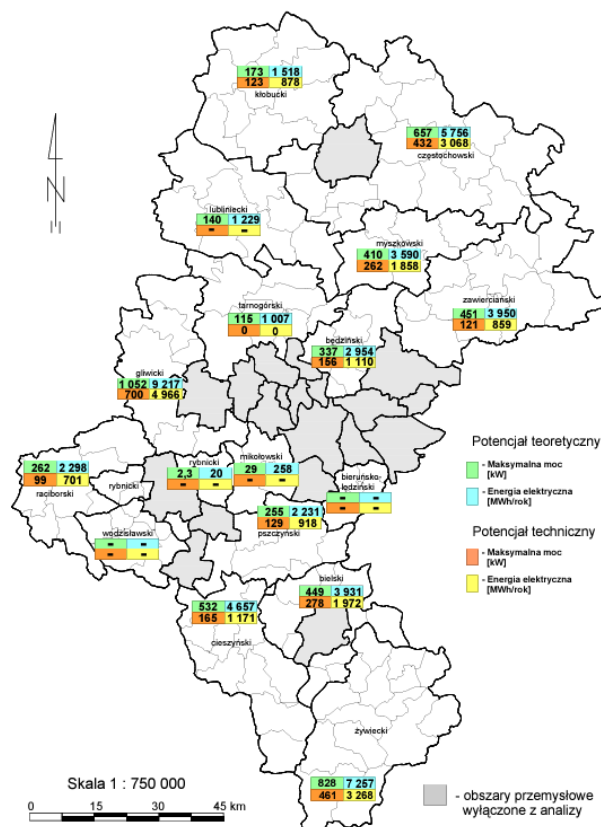 173 1 518
123 878
kłobucki
657 5 756
432 3 068
częstochowski
N
lubliniecki
140 1 229
- -
410 3 590
myszkowski
262 1 858
zawierciański
451 3 950
121 859
tarnogórski
115 1 007
0 0
będziński
337 2 954
156 1 110
gliwicki
1 052 9 217
700 4 966
262 2 298
99 701
raciborski
rybnicki
rybnicki
2,3 20
- -
mikołowski
29 258
- -
bieruńsko-
lędziński
- -
- -
wodzisławski
- -
- -
255 2 231
129 918
pszczyński
bielski
449 3 931
278 1 972
532 4 657
165 1 171
cieszyński
żywiecki
828 7 257
461 3 268
Potencjał teoretyczny
- Maksymalna moc
[kW]
- Energia elektryczna
[MWh/rok]
Potencjał techniczny
- Maksymalna moc
[kW]
- Energia elektryczna
[MWh/rok]
Skala 1 : 750 000
0 15 30 45 km
- obszary przemysłowe
wyłączone z analizy